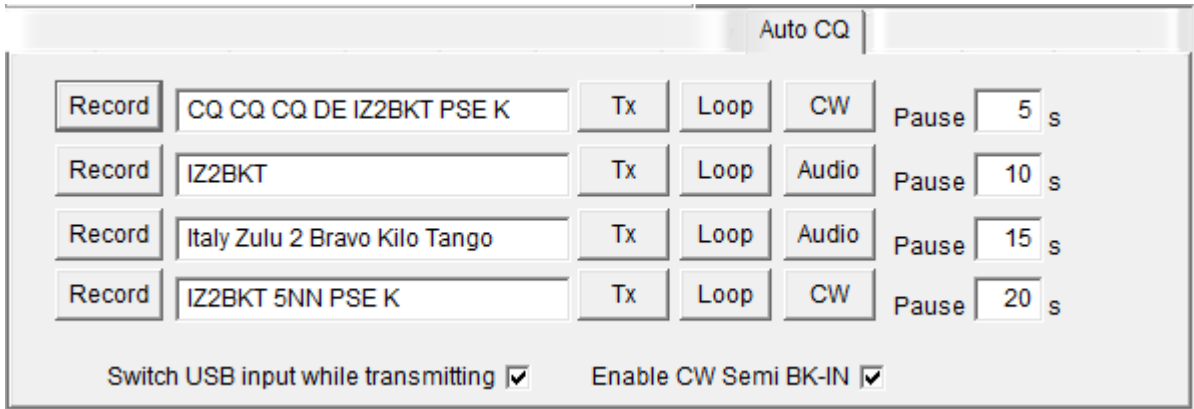 Auto CQ
Record CQ CQ CQ DE IZ2BKT PSE K Tx Loop CW Pause 5 s
Record IZ2BKT Tx Loop Audio Pause 10 s
Record Italy Zulu 2 Bravo Kilo Tango Tx Loop Audio Pause 15 s
Record IZ2BKT 5NN PSE K Tx Loop CW Pause 20 s
Switch USB input while transmitting Enable CW Semi BK-IN